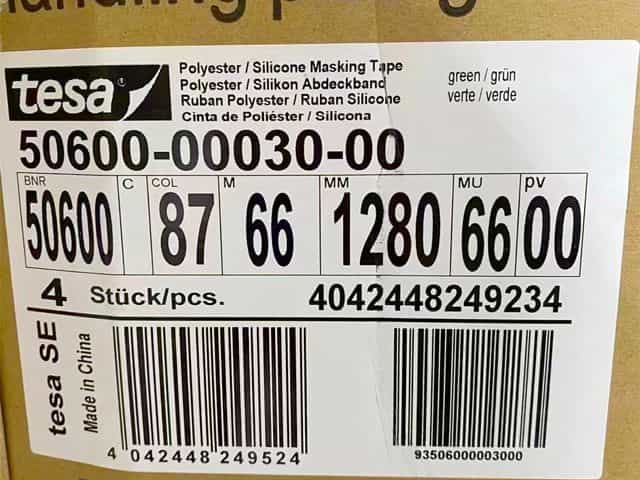 handling p
tesa®
Polyester / Silicone Masking Tape
Polyester / Silikon Abdeckband
Ruban Polyester / Ruban Silicone
Cinta de Poliéster / Silicona
green / grün
verte / verde
50600-00030-00
BNR C COL M MM MU pv
50600 87 66 1280 66 00
4 Stück/pcs. 4042448249234
tesa SE
Made in China
4 042448 249524
93506000003000